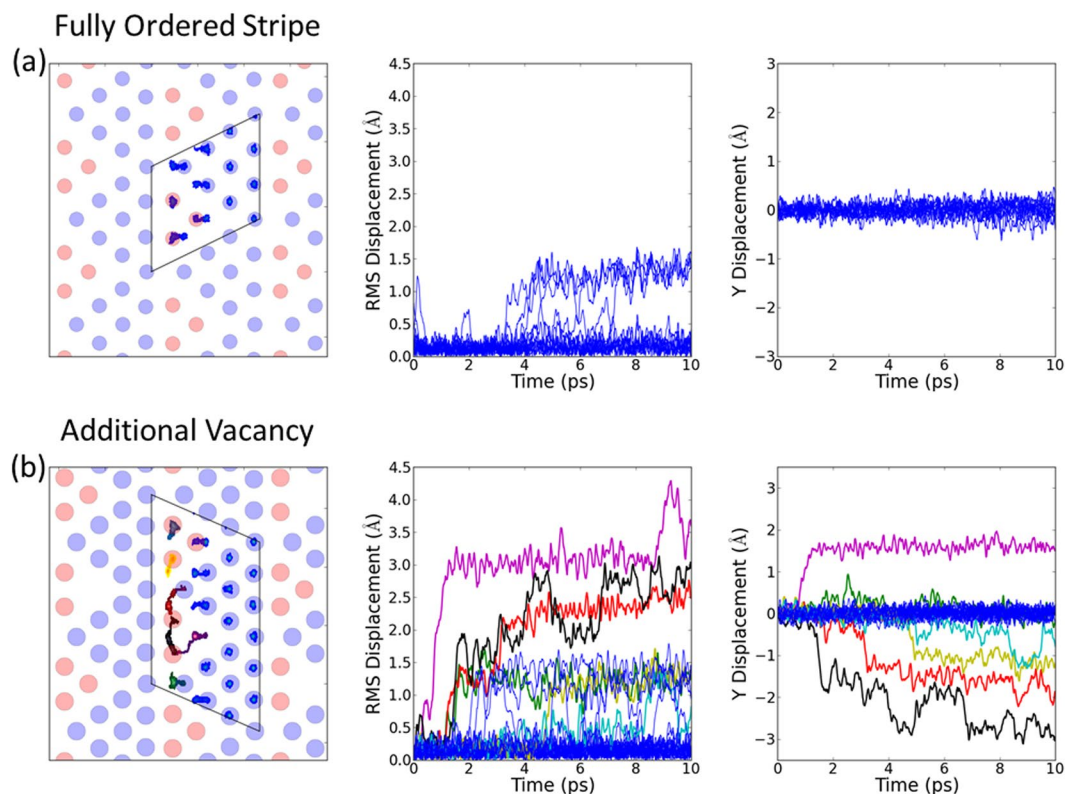 Fully Ordered Stripe
(a)
RMS Displacement (Å)
4.5
4.0
3.5
3.0
2.5
2.0
1.5
1.0
0.5
0.0
0 2 4 6 8 10
Time (ps)
Y Displacement (Å)
3
2
1
0
−1
−2
−3
0 2 4 6 8 10
Time (ps)
Additional Vacancy
(b)
RMS Displacement (Å)
4.5
4.0
3.5
3.0
2.5
2.0
1.5
1.0
0.5
0.0
0 2 4 6 8 10
Time (ps)
Y Displacement (Å)
3
2
1
0
−1
−2
−3
0 2 4 6 8 10
Time (ps)